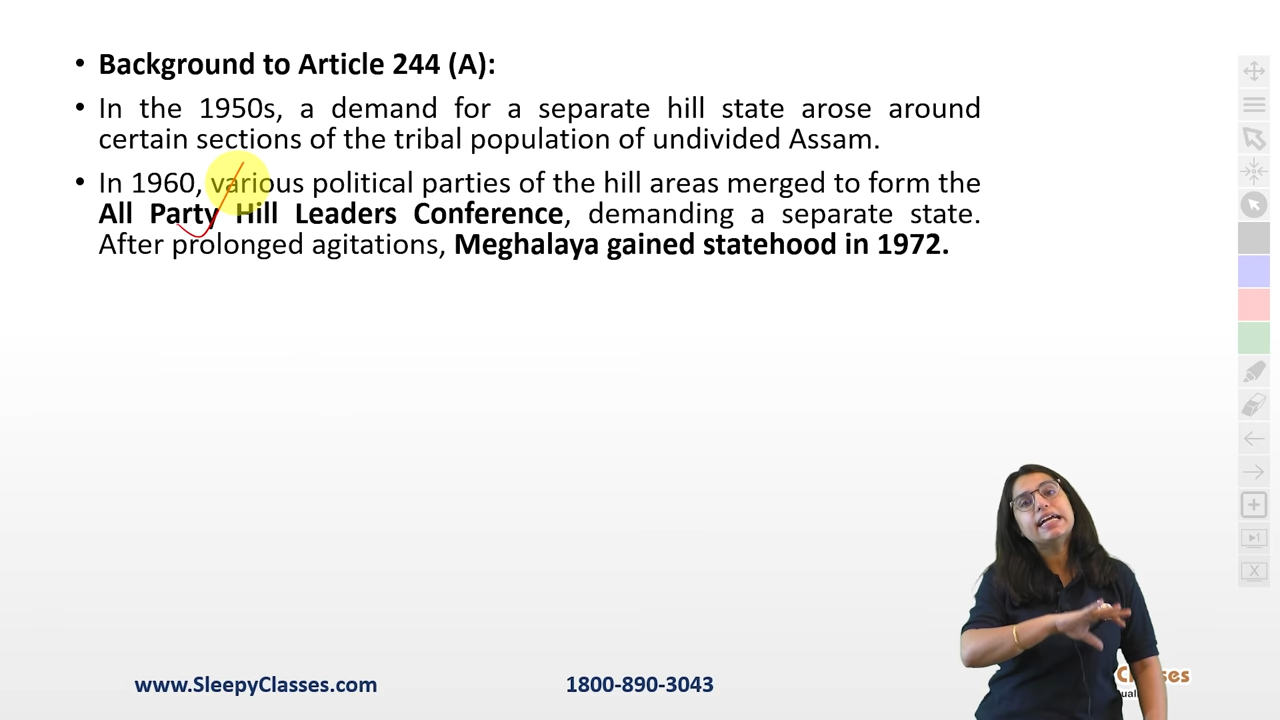 • Background to Article 244 (A):
• In the 1950s, a demand for a separate hill state arose around
certain sections of the tribal population of undivided Assam.
• In 1960, various political parties of the hill areas merged to form the
All Party Hill Leaders Conference, demanding a separate state.
After prolonged agitations, Meghalaya gained statehood in 1972.
www.SleepyClasses.com
1800-890-3043